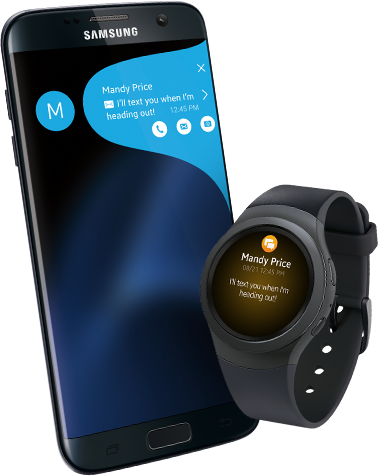 SAMSUNG
Mandy Price
I'll text you when I'm
heading out!
12:45 PM
M
Mandy Price
08/21 12:45 PM
I'll text you when I'm
heading out!